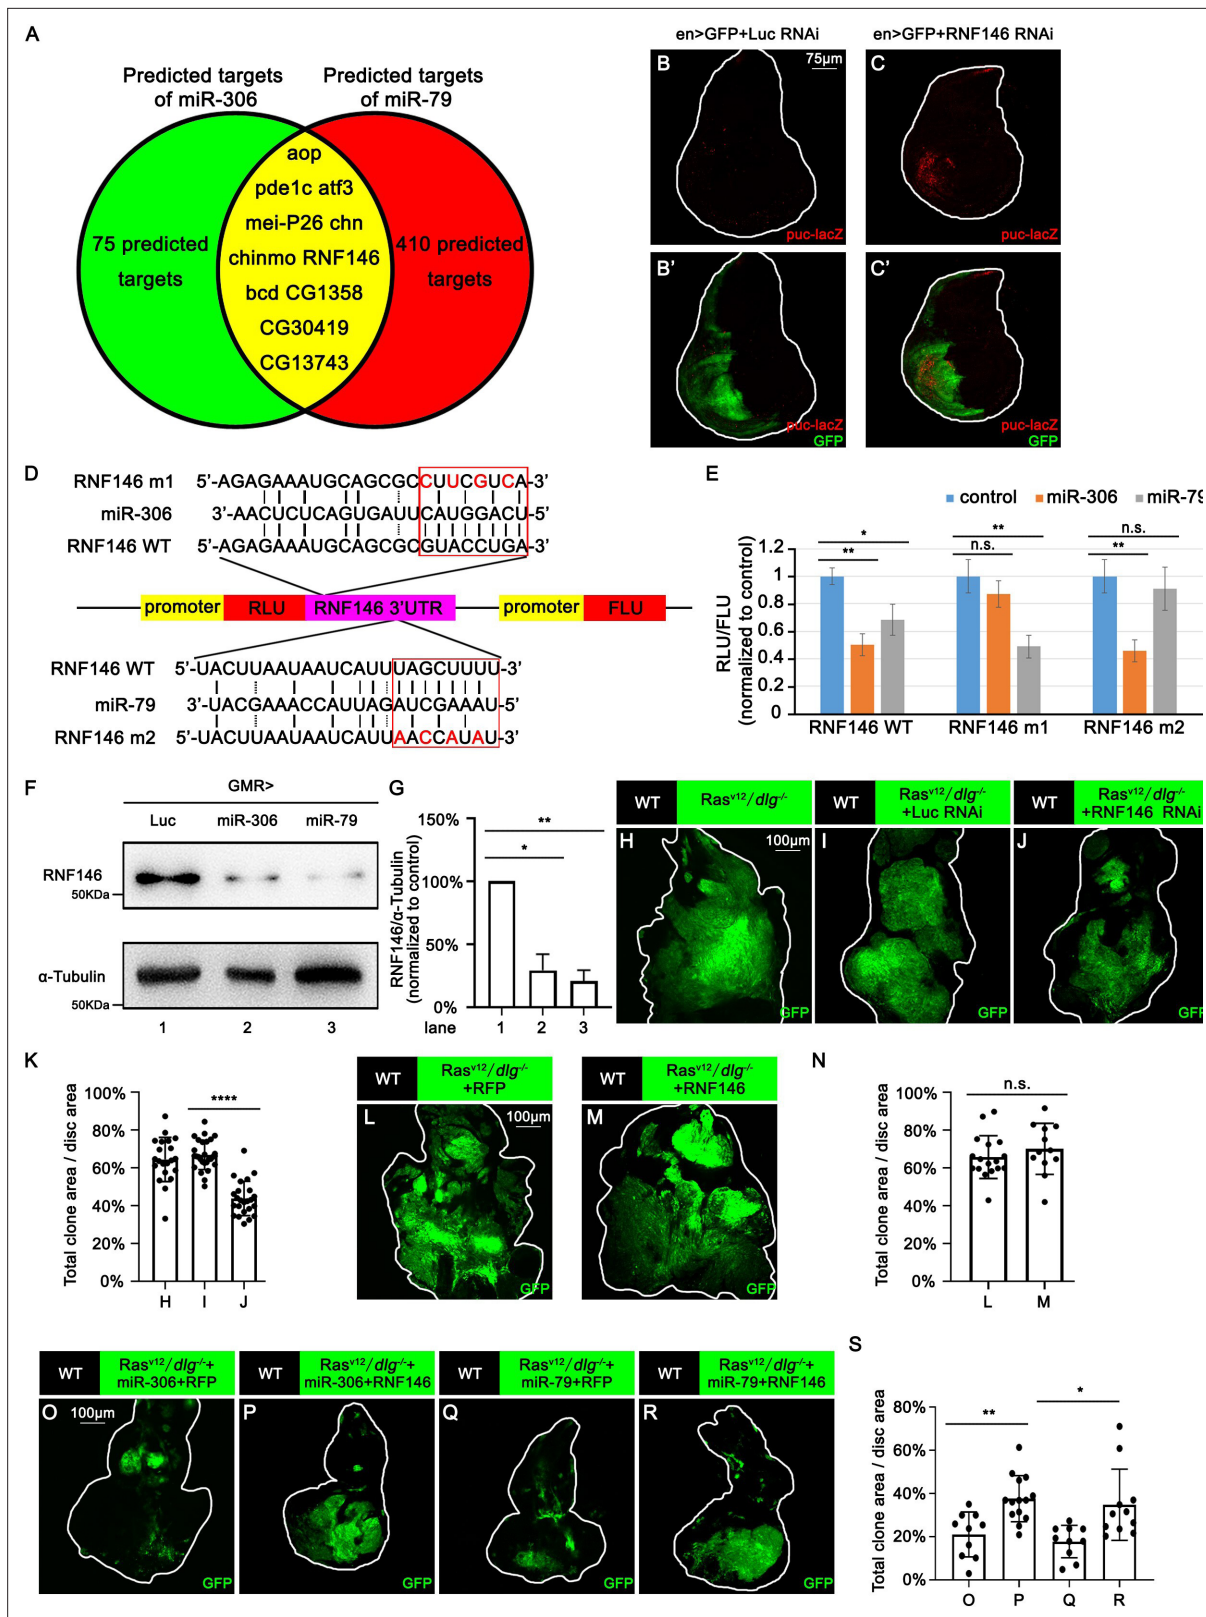 A
Predicted targets
of miR-306
Predicted targets
of miR-79
aop
pde1c atf3
mei-P26 chn
chinmo RNF146
bcd CG1358
CG30419
CG13743
75 predicted
targets
410 predicted
targets
en>GFP+Luc RNAi
en>GFP+RNF146 RNAi
B
75µm
puc-lacZ
C
puc-lacZ
B'
puc-lacZ
GFP
C'
puc-lacZ
GFP
D
RNF146 m1 5'-AGAGAAAUGCAGCGCCUUCGUCA-3'
miR-306 3'-AACUCUCAGUGAUUCAUGGACU-5'
RNF146 WT 5'-AGAGAAAUGCAGCGCGUACCUGA-3'
promoter RLU RNF146 3'UTR promoter FLU
RNF146 WT 5'-UACUUAAUAAUCAUUUAGCUUUU-3'
miR-79 3'-UACGAAACCAUUAGAUCGAAAU-5'
RNF146 m2 5'-UACUUAAUAAUCAUUAACCAUAU-3'
E
control miR-306 miR-79
RLU/FLU
(normalized to control)
1.2
1
0.8
0.6
0.4
0.2
0
*
**
**
n.s.
n.s.
**
RNF146 WT RNF146 m1 RNF146 m2
F
GMR>
Luc miR-306 miR-79
RNF146
50KDa
α-Tubulin
50KDa
1 2 3
G
RNF146/α-Tubulin
(normalized to control)
150%
100%
50%
0%
**
*
lane 1 2 3
WT Rasv12/dlg-/-
H
100µm
GFP
WT Rasv12/dlg-/-
+Luc RNAi
I
GFP
WT Rasv12/dlg-/-
+RNF146 RNAi
J
GFP
K
Total clone area / disc area
100%
80%
60%
40%
20%
0%
****
H I J
WT Rasv12/dlg-/-
+RFP
L
100µm
GFP
WT Rasv12/dlg-/-
+RNF146
M
GFP
N
Total clone area / disc area
100%
80%
60%
40%
20%
0%
n.s.
L M
WT Rasv12/dlg-/-+
miR-306+RFP
O
100µm
GFP
WT Rasv12/dlg-/-+
miR-306+RNF146
P
GFP
WT Rasv12/dlg-/-+
miR-79+RFP
Q
GFP
WT Rasv12/dlg-/-+
miR-79+RNF146
R
GFP
S
Total clone area / disc area
80%
60%
40%
20%
0%
**
*
O P Q R